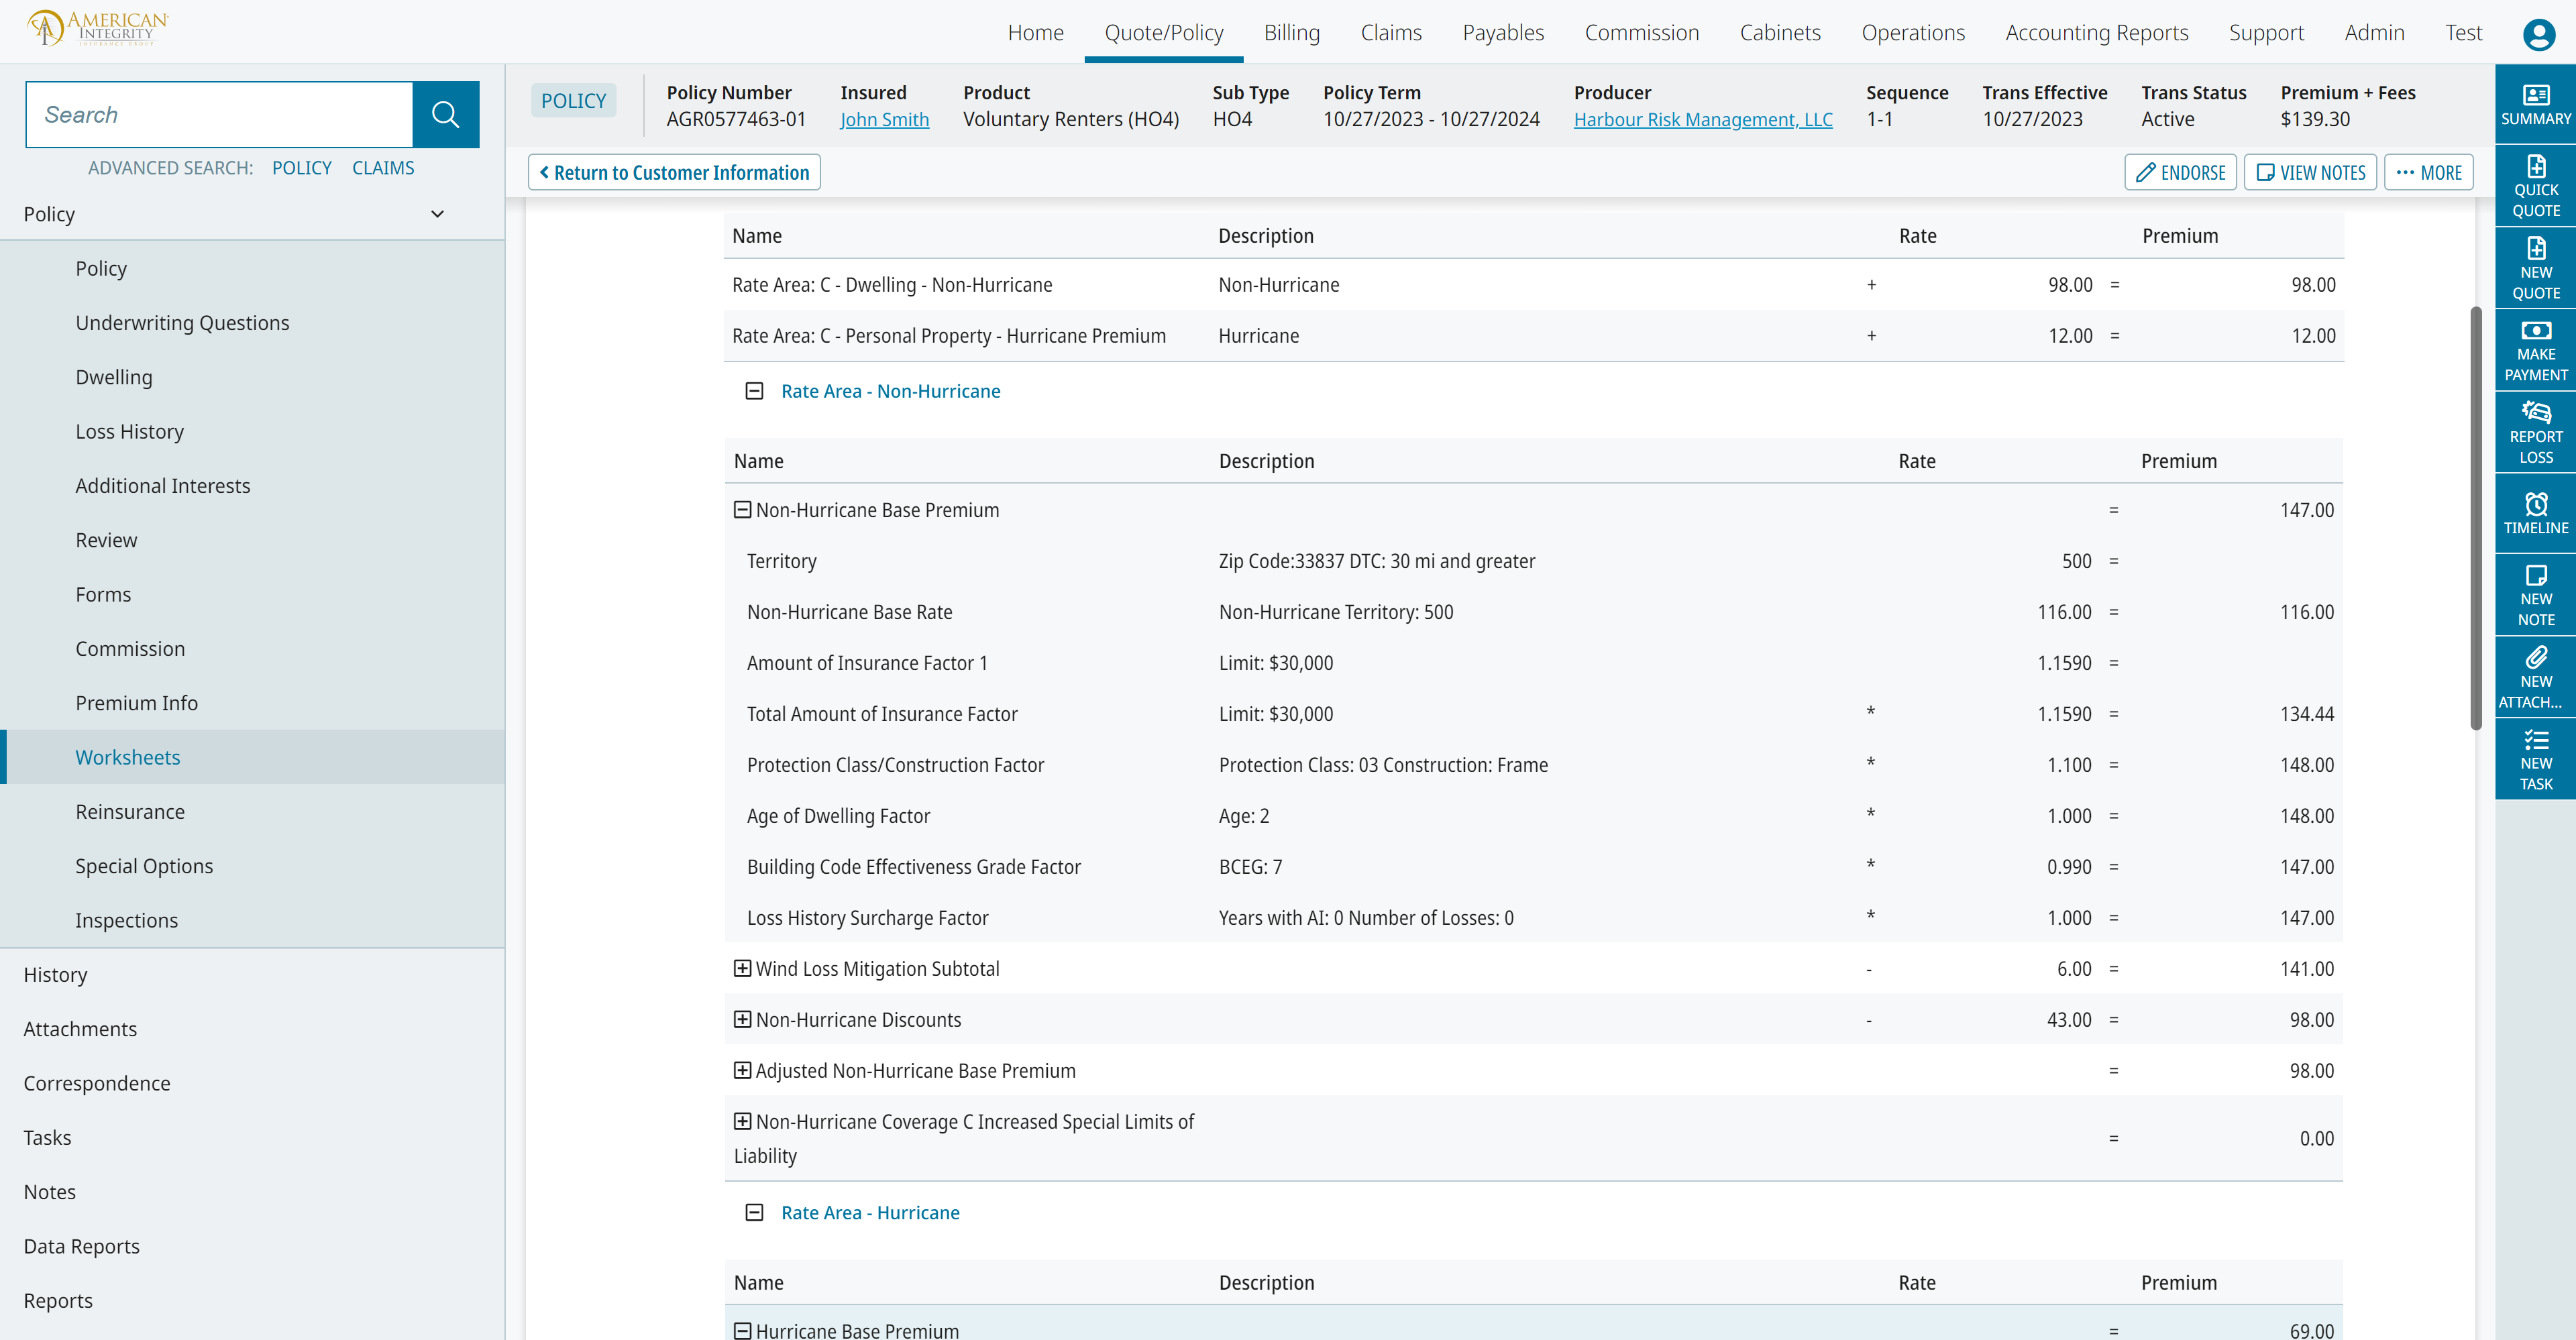 AMERICAN
INTEGRITY
INSURANCE GROUP
Home Quote/Policy Billing Claims Payables Commission Cabinets Operations Accounting Reports Support Admin Test
Search
ADVANCED SEARCH: POLICY CLAIMS
Policy
Policy
Underwriting Questions
Dwelling
Loss History
Additional Interests
Review
Forms
Commission
Premium Info
Worksheets
Reinsurance
Special Options
Inspections
History
Attachments
Correspondence
Tasks
Notes
Data Reports
Reports
POLICY
Policy Number Insured Product Sub Type Policy Term Producer Sequence Trans Effective Trans Status Premium + Fees
AGR0577463-01 John Smith Voluntary Renters (HO4) HO4 10/27/2023 - 10/27/2024 Harbour Risk Management, LLC 1-1 10/27/2023 Active $139.30
Return to Customer Information ENDORSE VIEW NOTES MORE
Name Description Rate Premium
Rate Area: C - Dwelling - Non-Hurricane Non-Hurricane + 98.00 = 98.00
Rate Area: C - Personal Property - Hurricane Premium Hurricane + 12.00 = 12.00
Rate Area - Non-Hurricane
Name Description Rate Premium
Non-Hurricane Base Premium = 147.00
Territory Zip Code:33837 DTC: 30 mi and greater 500 =
Non-Hurricane Base Rate Non-Hurricane Territory: 500 116.00 = 116.00
Amount of Insurance Factor 1 Limit: $30,000 1.1590 =
Total Amount of Insurance Factor Limit: $30,000 * 1.1590 = 134.44
Protection Class/Construction Factor Protection Class: 03 Construction: Frame * 1.100 = 148.00
Age of Dwelling Factor Age: 2 * 1.000 = 148.00
Building Code Effectiveness Grade Factor BCEG: 7 * 0.990 = 147.00
Loss History Surcharge Factor Years with AI: 0 Number of Losses: 0 * 1.000 = 147.00
Wind Loss Mitigation Subtotal - 6.00 = 141.00
Non-Hurricane Discounts - 43.00 = 98.00
Adjusted Non-Hurricane Base Premium = 98.00
Non-Hurricane Coverage C Increased Special Limits of
Liability = 0.00
Rate Area - Hurricane
Name Description Rate Premium
Hurricane Base Premium = 69.00
SUMMARY
QUICK
QUOTE
NEW
QUOTE
MAKE
PAYMENT
REPORT
LOSS
TIMELINE
NEW
NOTE
NEW
ATTACH...
NEW
TASK